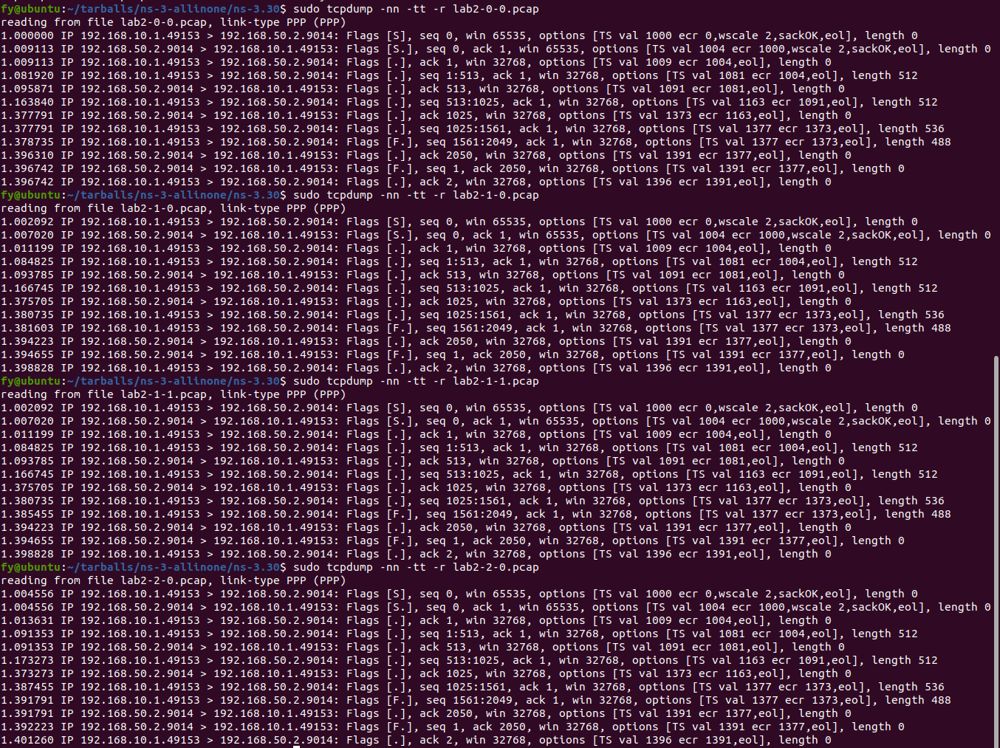 fy@ubuntu:~/tarballs/ns-3-allinone/ns-3.30$ sudo tcpdump -nn -tt -r lab2-0-0.pcap
reading from file lab2-0-0.pcap, link-type PPP (PPP)
1.000000 IP 192.168.10.1.49153 > 192.168.50.2.9014: Flags [S], seq 0, win 65535, options [TS val 1000 ecr 0,wscale 2,sackOK,eol], length 0
1.009113 IP 192.168.50.2.9014 > 192.168.10.1.49153: Flags [S.], seq 0, ack 1, win 65535, options [TS val 1004 ecr 1000,wscale 2,sackOK,eol], length 0
1.009113 IP 192.168.10.1.49153 > 192.168.50.2.9014: Flags [.], ack 1, win 32768, options [TS val 1009 ecr 1004,eol], length 0
1.081920 IP 192.168.10.1.49153 > 192.168.50.2.9014: Flags [.], seq 1:513, ack 1, win 32768, options [TS val 1081 ecr 1004,eol], length 512
1.095871 IP 192.168.50.2.9014 > 192.168.10.1.49153: Flags [.], ack 513, win 32768, options [TS val 1091 ecr 1081,eol], length 0
1.163840 IP 192.168.10.1.49153 > 192.168.50.2.9014: Flags [.], seq 513:1025, ack 1, win 32768, options [TS val 1163 ecr 1091,eol], length 512
1.377791 IP 192.168.50.2.9014 > 192.168.10.1.49153: Flags [.], ack 1025, win 32768, options [TS val 1373 ecr 1163,eol], length 0
1.377791 IP 192.168.10.1.49153 > 192.168.50.2.9014: Flags [.], seq 1025:1561, ack 1, win 32768, options [TS val 1377 ecr 1373,eol], length 536
1.378735 IP 192.168.10.1.49153 > 192.168.50.2.9014: Flags [F.], seq 1561:2049, ack 1, win 32768, options [TS val 1377 ecr 1373,eol], length 488
1.396310 IP 192.168.50.2.9014 > 192.168.10.1.49153: Flags [.], ack 2050, win 32768, options [TS val 1391 ecr 1377,eol], length 0
1.396742 IP 192.168.50.2.9014 > 192.168.10.1.49153: Flags [F.], seq 1, ack 2050, win 32768, options [TS val 1391 ecr 1377,eol], length 0
1.396742 IP 192.168.10.1.49153 > 192.168.50.2.9014: Flags [.], ack 2, win 32768, options [TS val 1396 ecr 1391,eol], length 0
fy@ubuntu:~/tarballs/ns-3-allinone/ns-3.30$ sudo tcpdump -nn -tt -r lab2-1-0.pcap
reading from file lab2-1-0.pcap, link-type PPP (PPP)
1.002092 IP 192.168.10.1.49153 > 192.168.50.2.9014: Flags [S], seq 0, win 65535, options [TS val 1000 ecr 0,wscale 2,sackOK,eol], length 0
1.007020 IP 192.168.50.2.9014 > 192.168.10.1.49153: Flags [S.], seq 0, ack 1, win 65535, options [TS val 1004 ecr 1000,wscale 2,sackOK,eol], length 0
1.011199 IP 192.168.10.1.49153 > 192.168.50.2.9014: Flags [.], ack 1, win 32768, options [TS val 1009 ecr 1004,eol], length 0
1.084825 IP 192.168.10.1.49153 > 192.168.50.2.9014: Flags [.], seq 1:513, ack 1, win 32768, options [TS val 1081 ecr 1004,eol], length 512
1.093785 IP 192.168.50.2.9014 > 192.168.10.1.49153: Flags [.], ack 513, win 32768, options [TS val 1091 ecr 1081,eol], length 0
1.166745 IP 192.168.10.1.49153 > 192.168.50.2.9014: Flags [.], seq 513:1025, ack 1, win 32768, options [TS val 1163 ecr 1091,eol], length 512
1.375705 IP 192.168.50.2.9014 > 192.168.10.1.49153: Flags [.], ack 1025, win 32768, options [TS val 1373 ecr 1163,eol], length 0
1.380735 IP 192.168.10.1.49153 > 192.168.50.2.9014: Flags [.], seq 1025:1561, ack 1, win 32768, options [TS val 1377 ecr 1373,eol], length 536
1.381603 IP 192.168.10.1.49153 > 192.168.50.2.9014: Flags [F.], seq 1561:2049, ack 1, win 32768, options [TS val 1377 ecr 1373,eol], length 488
1.394223 IP 192.168.50.2.9014 > 192.168.10.1.49153: Flags [.], ack 2050, win 32768, options [TS val 1391 ecr 1377,eol], length 0
1.394655 IP 192.168.50.2.9014 > 192.168.10.1.49153: Flags [F.], seq 1, ack 2050, win 32768, options [TS val 1391 ecr 1377,eol], length 0
1.398828 IP 192.168.10.1.49153 > 192.168.50.2.9014: Flags [.], ack 2, win 32768, options [TS val 1396 ecr 1391,eol], length 0
fy@ubuntu:~/tarballs/ns-3-allinone/ns-3.30$ sudo tcpdump -nn -tt -r lab2-1-1.pcap
reading from file lab2-1-1.pcap, link-type PPP (PPP)
1.002092 IP 192.168.10.1.49153 > 192.168.50.2.9014: Flags [S], seq 0, win 65535, options [TS val 1000 ecr 0,wscale 2,sackOK,eol], length 0
1.007020 IP 192.168.50.2.9014 > 192.168.10.1.49153: Flags [S.], seq 0, ack 1, win 65535, options [TS val 1004 ecr 1000,wscale 2,sackOK,eol], length 0
1.011199 IP 192.168.10.1.49153 > 192.168.50.2.9014: Flags [.], ack 1, win 32768, options [TS val 1009 ecr 1004,eol], length 0
1.084825 IP 192.168.10.1.49153 > 192.168.50.2.9014: Flags [.], seq 1:513, ack 1, win 32768, options [TS val 1081 ecr 1004,eol], length 512
1.093785 IP 192.168.50.2.9014 > 192.168.10.1.49153: Flags [.], ack 513, win 32768, options [TS val 1091 ecr 1081,eol], length 0
1.166745 IP 192.168.10.1.49153 > 192.168.50.2.9014: Flags [.], seq 513:1025, ack 1, win 32768, options [TS val 1163 ecr 1091,eol], length 512
1.375705 IP 192.168.50.2.9014 > 192.168.10.1.49153: Flags [.], ack 1025, win 32768, options [TS val 1373 ecr 1163,eol], length 0
1.380735 IP 192.168.10.1.49153 > 192.168.50.2.9014: Flags [.], seq 1025:1561, ack 1, win 32768, options [TS val 1377 ecr 1373,eol], length 536
1.385455 IP 192.168.10.1.49153 > 192.168.50.2.9014: Flags [F.], seq 1561:2049, ack 1, win 32768, options [TS val 1377 ecr 1373,eol], length 488
1.394223 IP 192.168.50.2.9014 > 192.168.10.1.49153: Flags [.], ack 2050, win 32768, options [TS val 1391 ecr 1377,eol], length 0
1.394655 IP 192.168.50.2.9014 > 192.168.10.1.49153: Flags [F.], seq 1, ack 2050, win 32768, options [TS val 1391 ecr 1377,eol], length 0
1.398828 IP 192.168.10.1.49153 > 192.168.50.2.9014: Flags [.], ack 2, win 32768, options [TS val 1396 ecr 1391,eol], length 0
fy@ubuntu:~/tarballs/ns-3-allinone/ns-3.30$ sudo tcpdump -nn -tt -r lab2-2-0.pcap
reading from file lab2-2-0.pcap, link-type PPP (PPP)
1.004556 IP 192.168.10.1.49153 > 192.168.50.2.9014: Flags [S], seq 0, win 65535, options [TS val 1000 ecr 0,wscale 2,sackOK,eol], length 0
1.004556 IP 192.168.50.2.9014 > 192.168.10.1.49153: Flags [S.], seq 0, ack 1, win 65535, options [TS val 1004 ecr 1000,wscale 2,sackOK,eol], length 0
1.013631 IP 192.168.10.1.49153 > 192.168.50.2.9014: Flags [.], ack 1, win 32768, options [TS val 1009 ecr 1004,eol], length 0
1.091353 IP 192.168.10.1.49153 > 192.168.50.2.9014: Flags [.], seq 1:513, ack 1, win 32768, options [TS val 1081 ecr 1004,eol], length 512
1.091353 IP 192.168.50.2.9014 > 192.168.10.1.49153: Flags [.], ack 513, win 32768, options [TS val 1091 ecr 1081,eol], length 0
1.173273 IP 192.168.10.1.49153 > 192.168.50.2.9014: Flags [.], seq 513:1025, ack 1, win 32768, options [TS val 1163 ecr 1091,eol], length 512
1.373273 IP 192.168.50.2.9014 > 192.168.10.1.49153: Flags [.], ack 1025, win 32768, options [TS val 1373 ecr 1163,eol], length 0
1.387455 IP 192.168.10.1.49153 > 192.168.50.2.9014: Flags [.], seq 1025:1561, ack 1, win 32768, options [TS val 1377 ecr 1373,eol], length 536
1.391791 IP 192.168.10.1.49153 > 192.168.50.2.9014: Flags [F.], seq 1561:2049, ack 1, win 32768, options [TS val 1377 ecr 1373,eol], length 488
1.391791 IP 192.168.50.2.9014 > 192.168.10.1.49153: Flags [.], ack 2050, win 32768, options [TS val 1391 ecr 1377,eol], length 0
1.392223 IP 192.168.50.2.9014 > 192.168.10.1.49153: Flags [F.], seq 1, ack 2050, win 32768, options [TS val 1391 ecr 1377,eol], length 0
1.401260 IP 192.168.10.1.49153 > 192.168.50.2.9014: Flags [.], ack 2, win 32768, options [TS val 1396 ecr 1391,eol], length 0